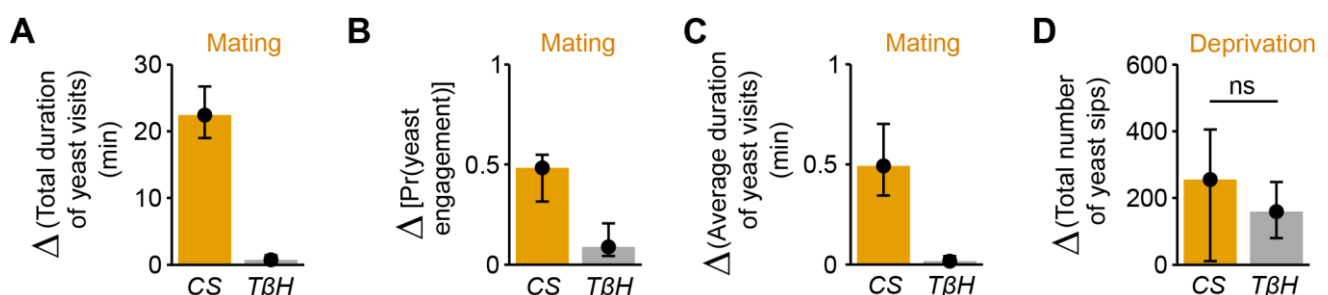 A
Mating
Δ (Total duration
of yeast visits)
(min)
30
20
10
0
CS TβH
B
Mating
Δ [Pr(yeast
engagement)]
1
0.5
0
CS TβH
C
Mating
Δ (Average duration
of yeast visits)
(min)
1
0.5
0
CS TβH
D
Deprivation
Δ (Total number
of yeast sips)
600
400
200
0
ns
CS TβH